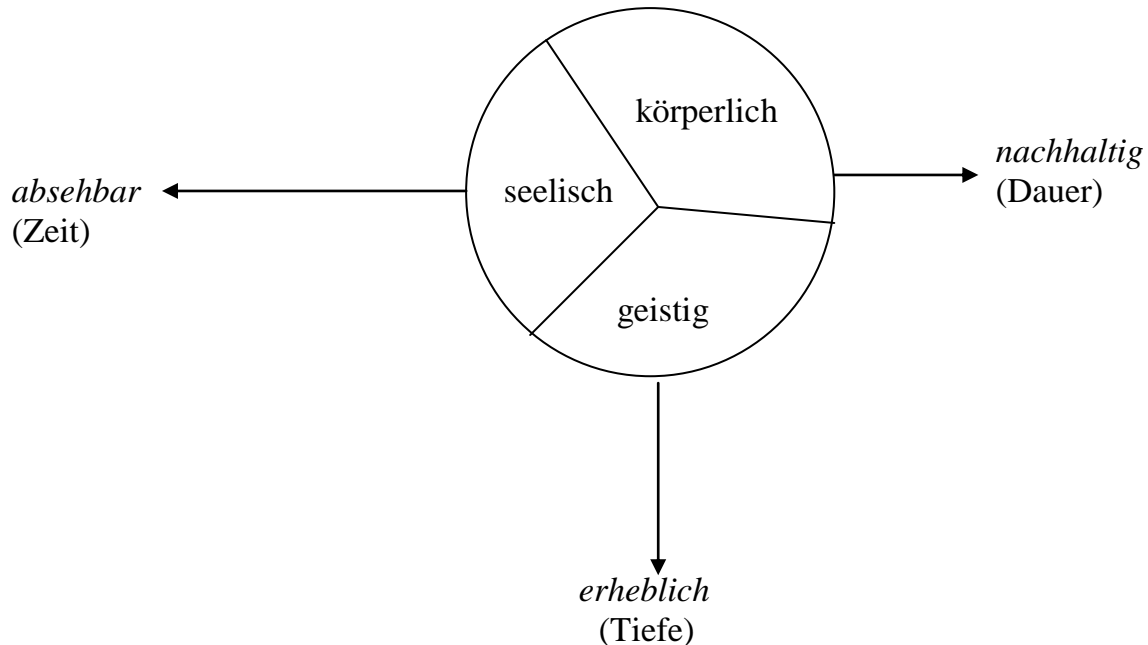 körperlich
nachhaltig
(Dauer)
absehbar
(Zeit)
seelisch
geistig
erheblich
(Tiefe)